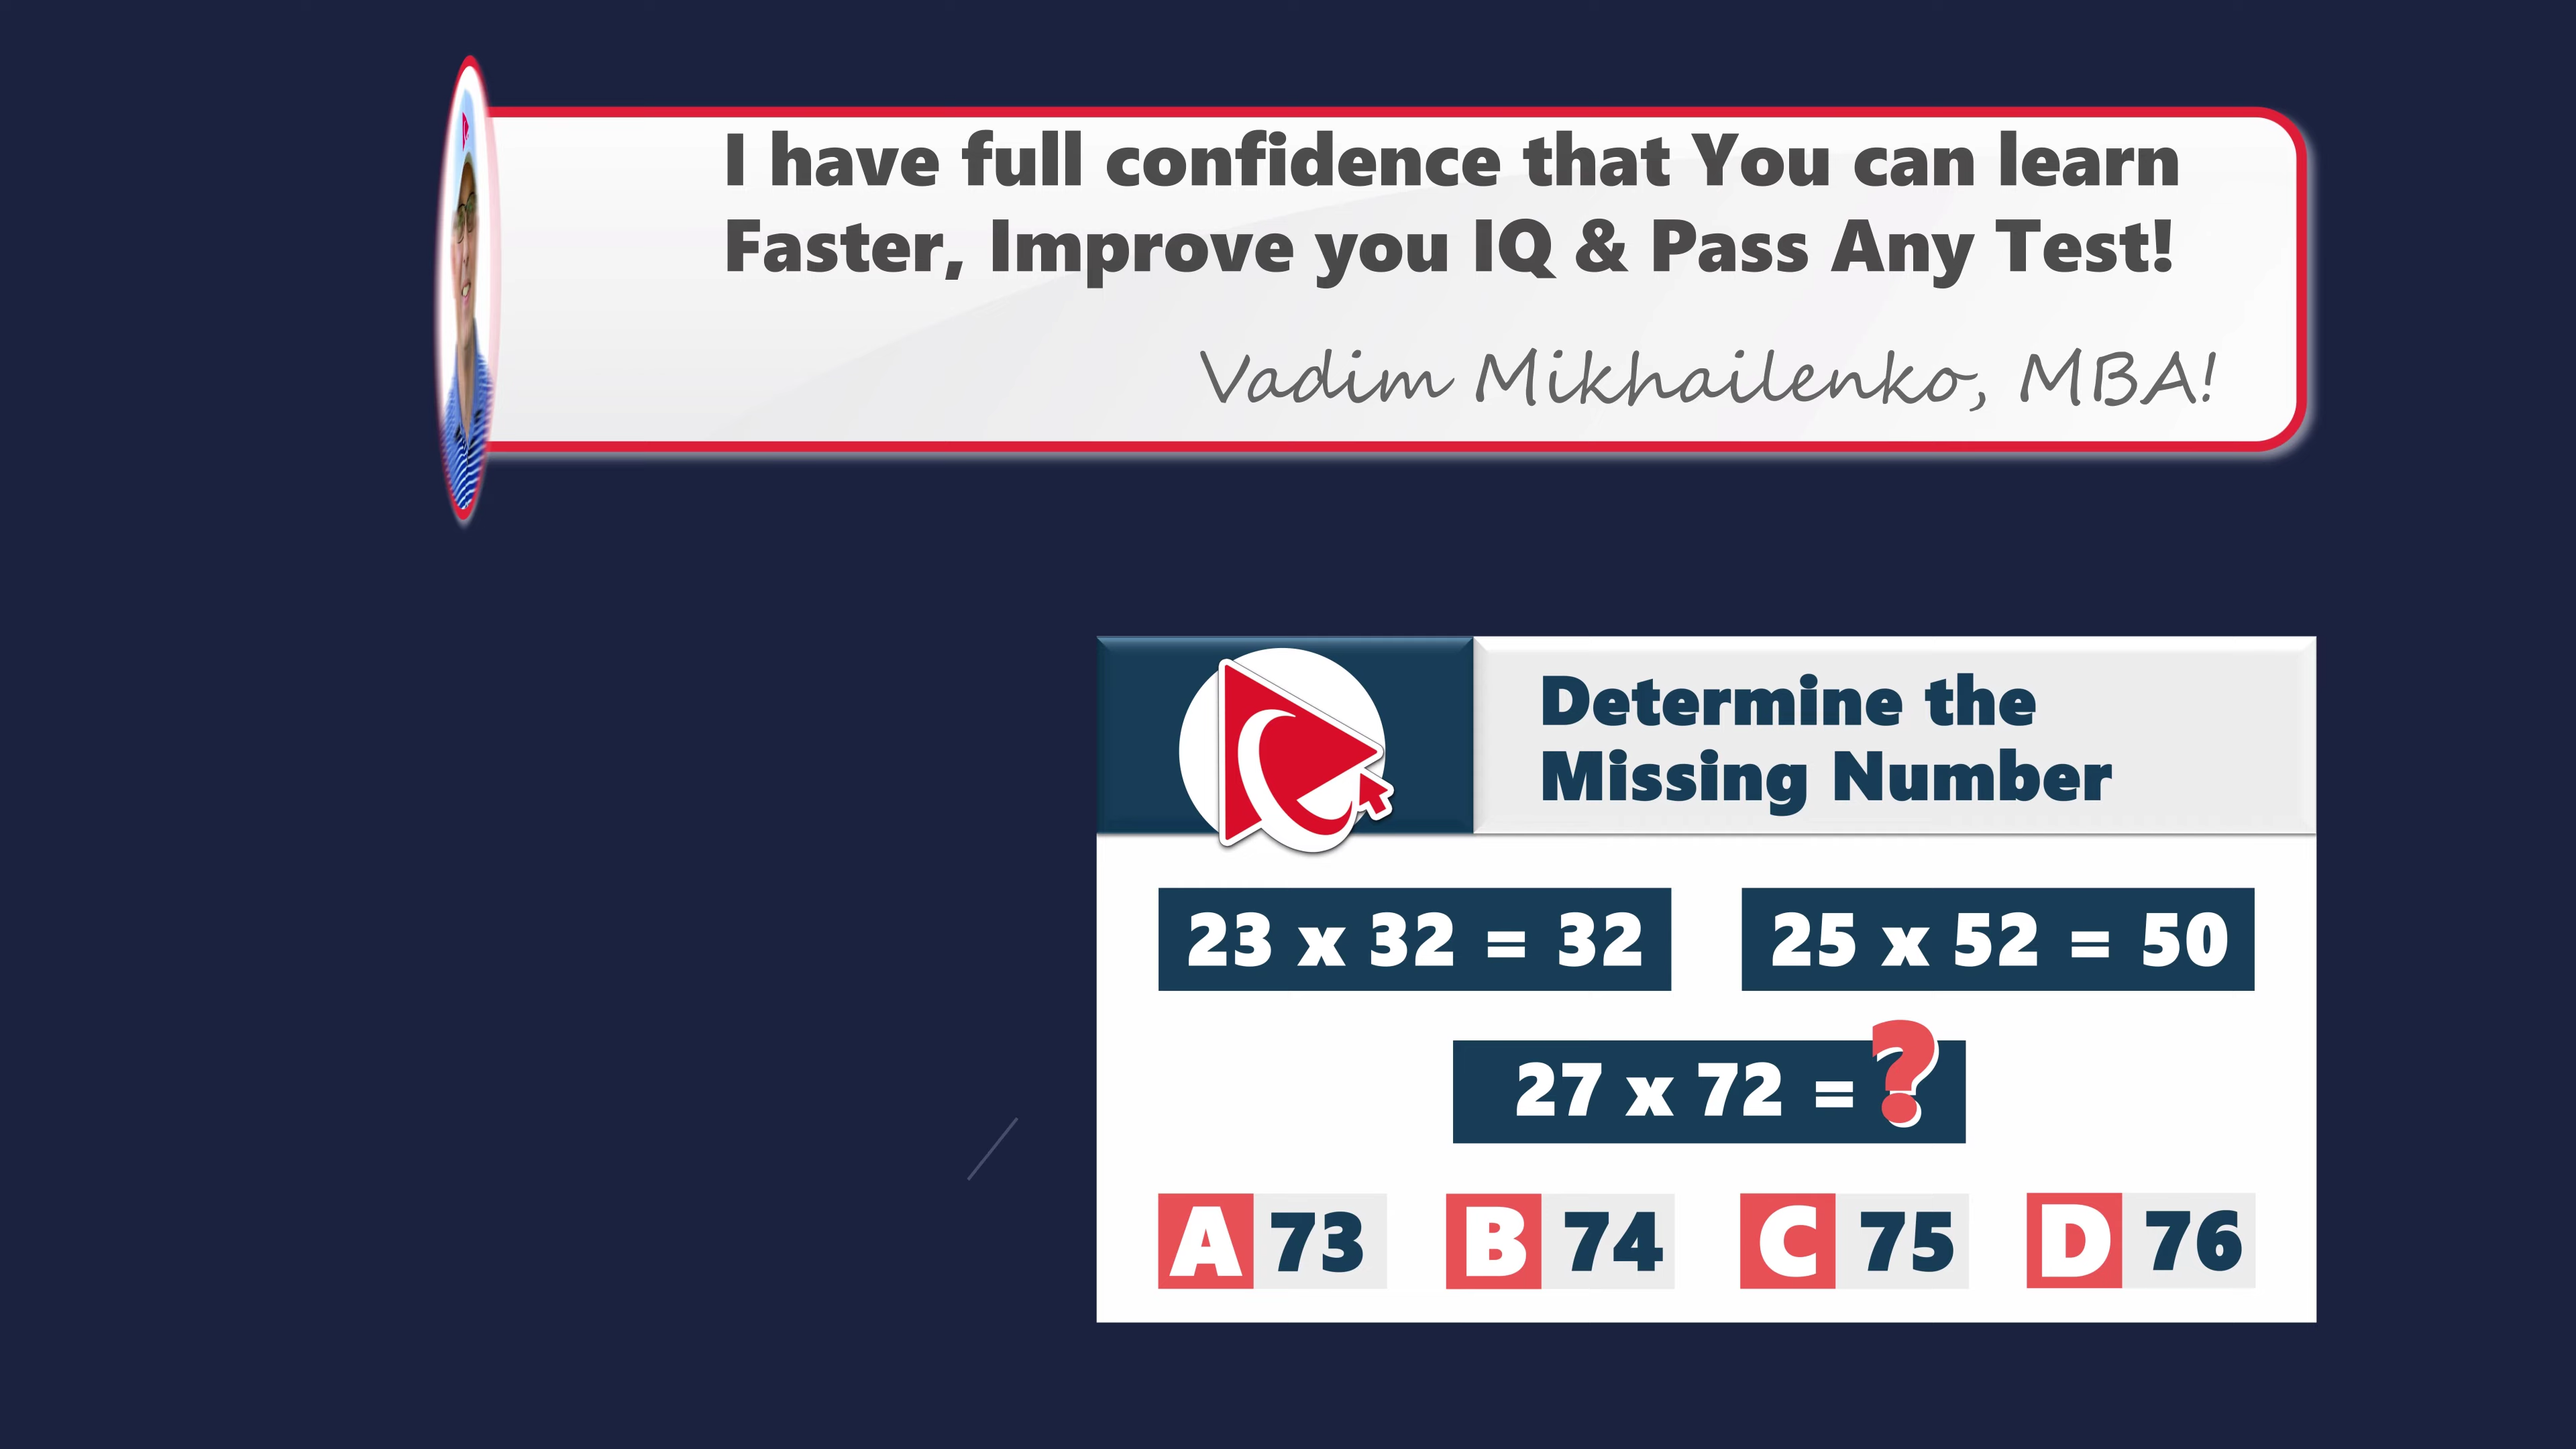 I have full confidence that You can learn
Faster, Improve you IQ & Pass Any Test!
Vadim Mikhailenko, MBA!
Determine the
Missing Number
23 x 32 = 32
25 x 52 = 50
27 x 72 = ?
A 73
B 74
C 75
D 76